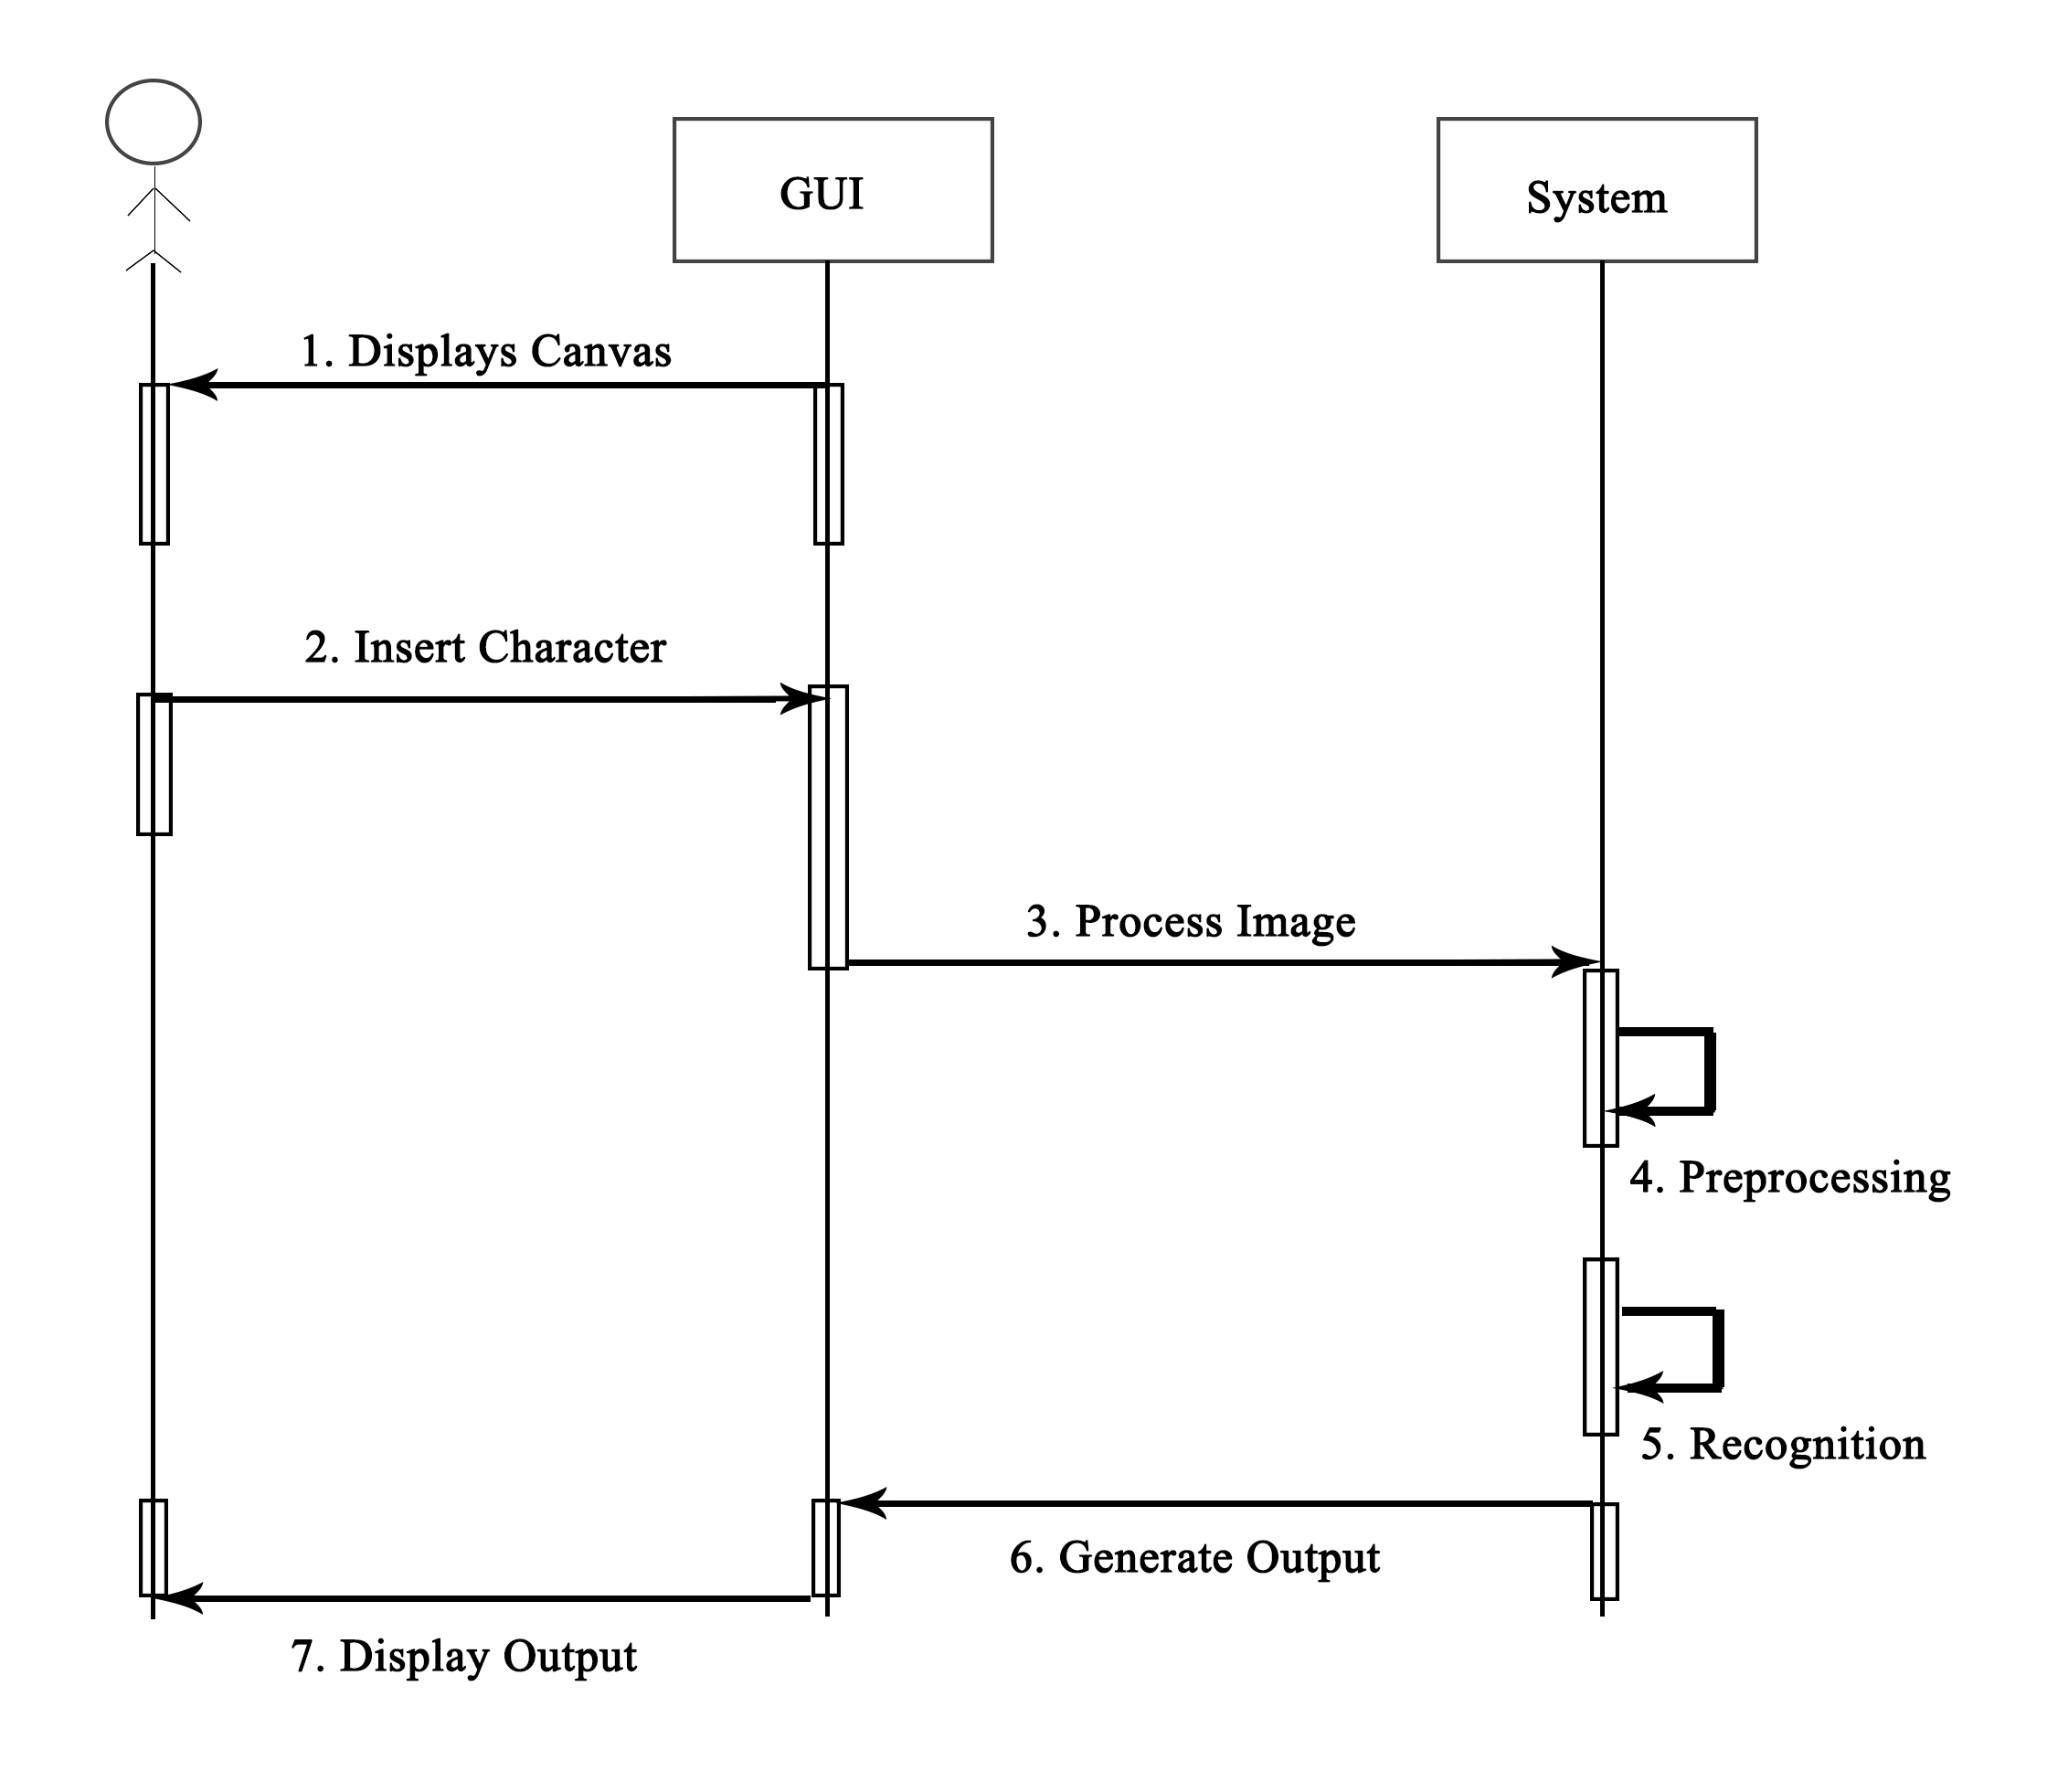 GUI
System
1. Displays Canvas
2. Insert Character
3. Process Image
4. Preprocessing
5. Recognition
6. Generate Output
7. Display Output